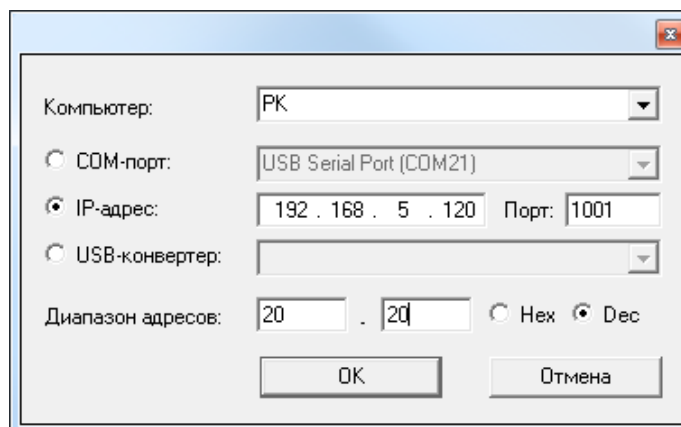 Компьютер: РК
COM-порт: USB Serial Port (COM21)
IP-адрес: 192 . 168 . 5 . 120 Порт: 1001
USB-конвертер:
Диапазон адресов: 20 . 20 Hex Dec
OK Отмена